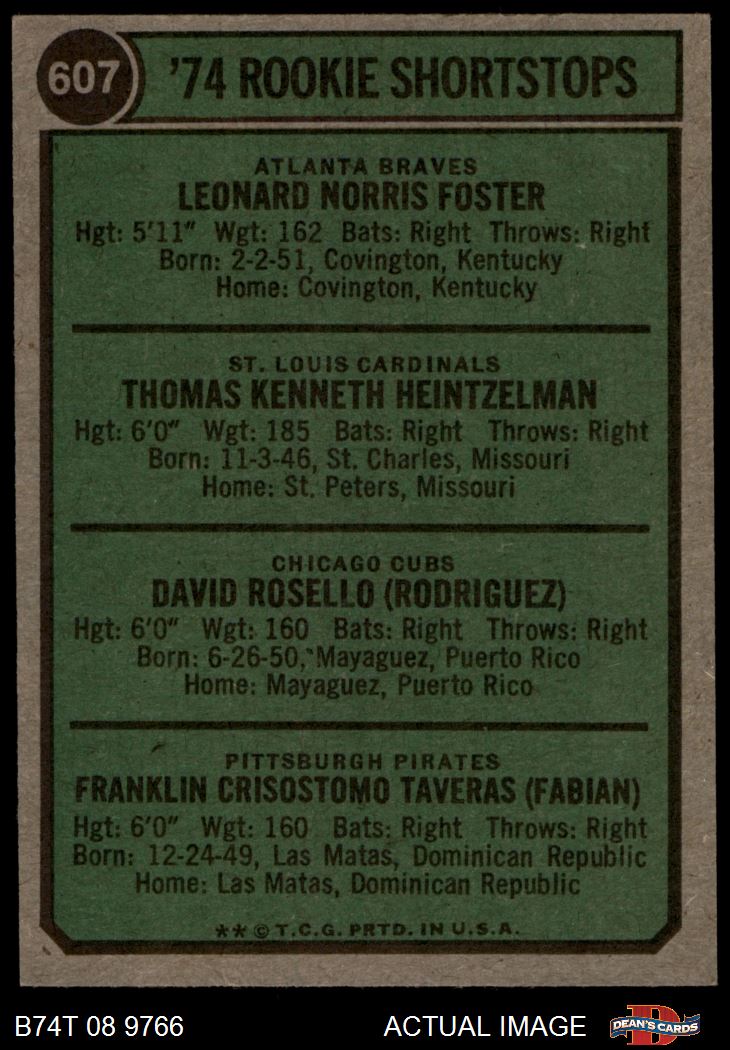 607
'74 ROOKIE SHORTSTOPS
ATLANTA BRAVES
LEONARD NORRIS FOSTER
Hgt: 5'11" Wgt: 162 Bats: Right Throws: Right
Born: 2-2-51, Covington, Kentucky
Home: Covington, Kentucky
ST. LOUIS CARDINALS
THOMAS KENNETH HEINTZELMAN
Hgt: 6'0" Wgt: 185 Bats: Right Throws: Right
Born: 11-3-46, St. Charles, Missouri
Home: St. Peters, Missouri
CHICAGO CUBS
DAVID ROSELLO (RODRIGUEZ)
Hgt: 6'0" Wgt: 160 Bats: Right Throws: Right
Born: 6-26-50, Mayaguez, Puerto Rico
Home: Mayaguez, Puerto Rico
PITTSBURGH PIRATES
FRANKLIN CRISOSTOMO TAVERAS (FABIAN)
Hgt: 6'0" Wgt: 160 Bats: Right Throws: Right
Born: 12-24-49, Las Matas, Dominican Republic
Home: Las Matas, Dominican Republic
** © T.C.G. PRTD. IN U.S.A.
B74T 08 9766 ACTUAL IMAGE
D
DEAN'S CARDS